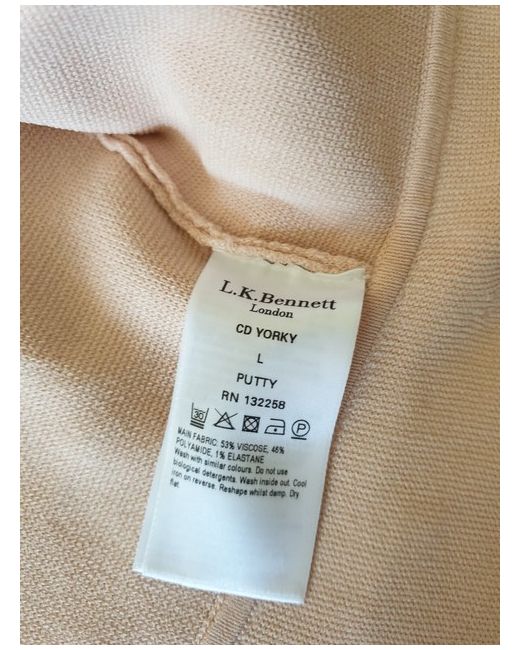 L.K.Bennett
London
CD YORKY
L
PUTTY
RN 132258
30 P
MAIN FABRIC: 53% VISCOSE, 46%
POLYAMIDE, 1% ELASTANE
Wash with similar colours. Do not use
biological detergents. Wash inside out. Cool
iron on reverse. Reshape whilst damp. Dry
flat.